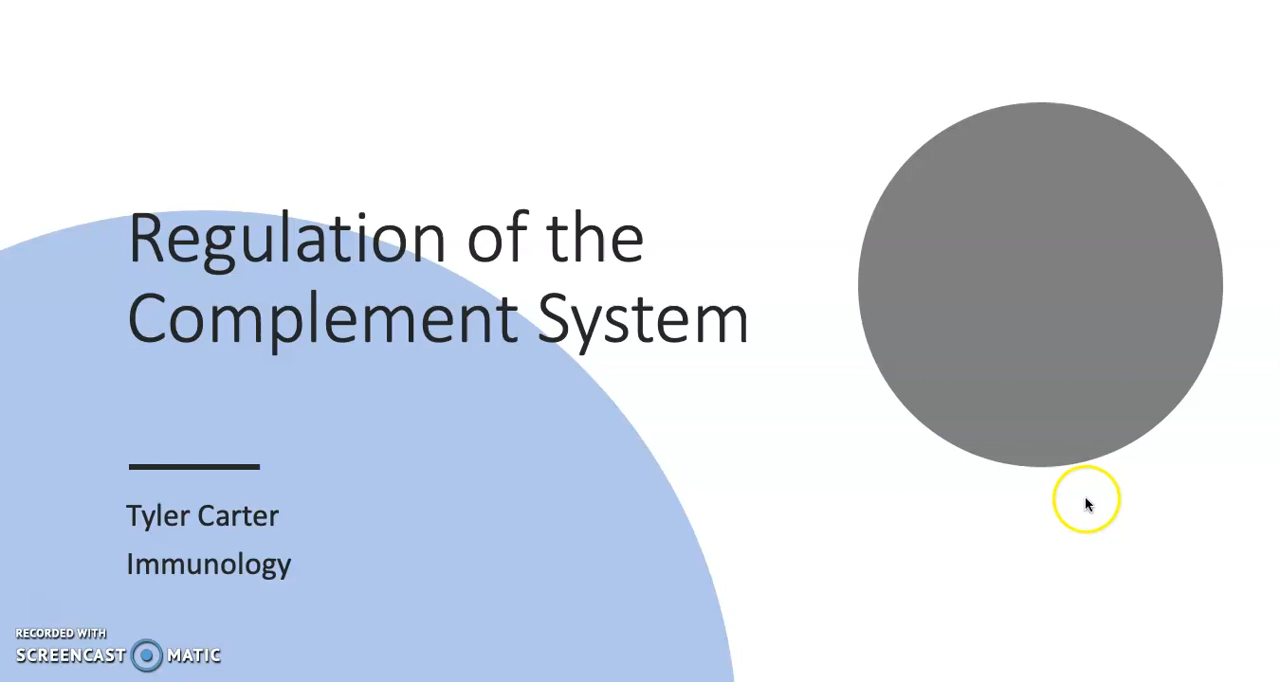 Regulation of the
Complement System
Tyler Carter
Immunology
RECORDED WITH
SCREENCAST MATIC